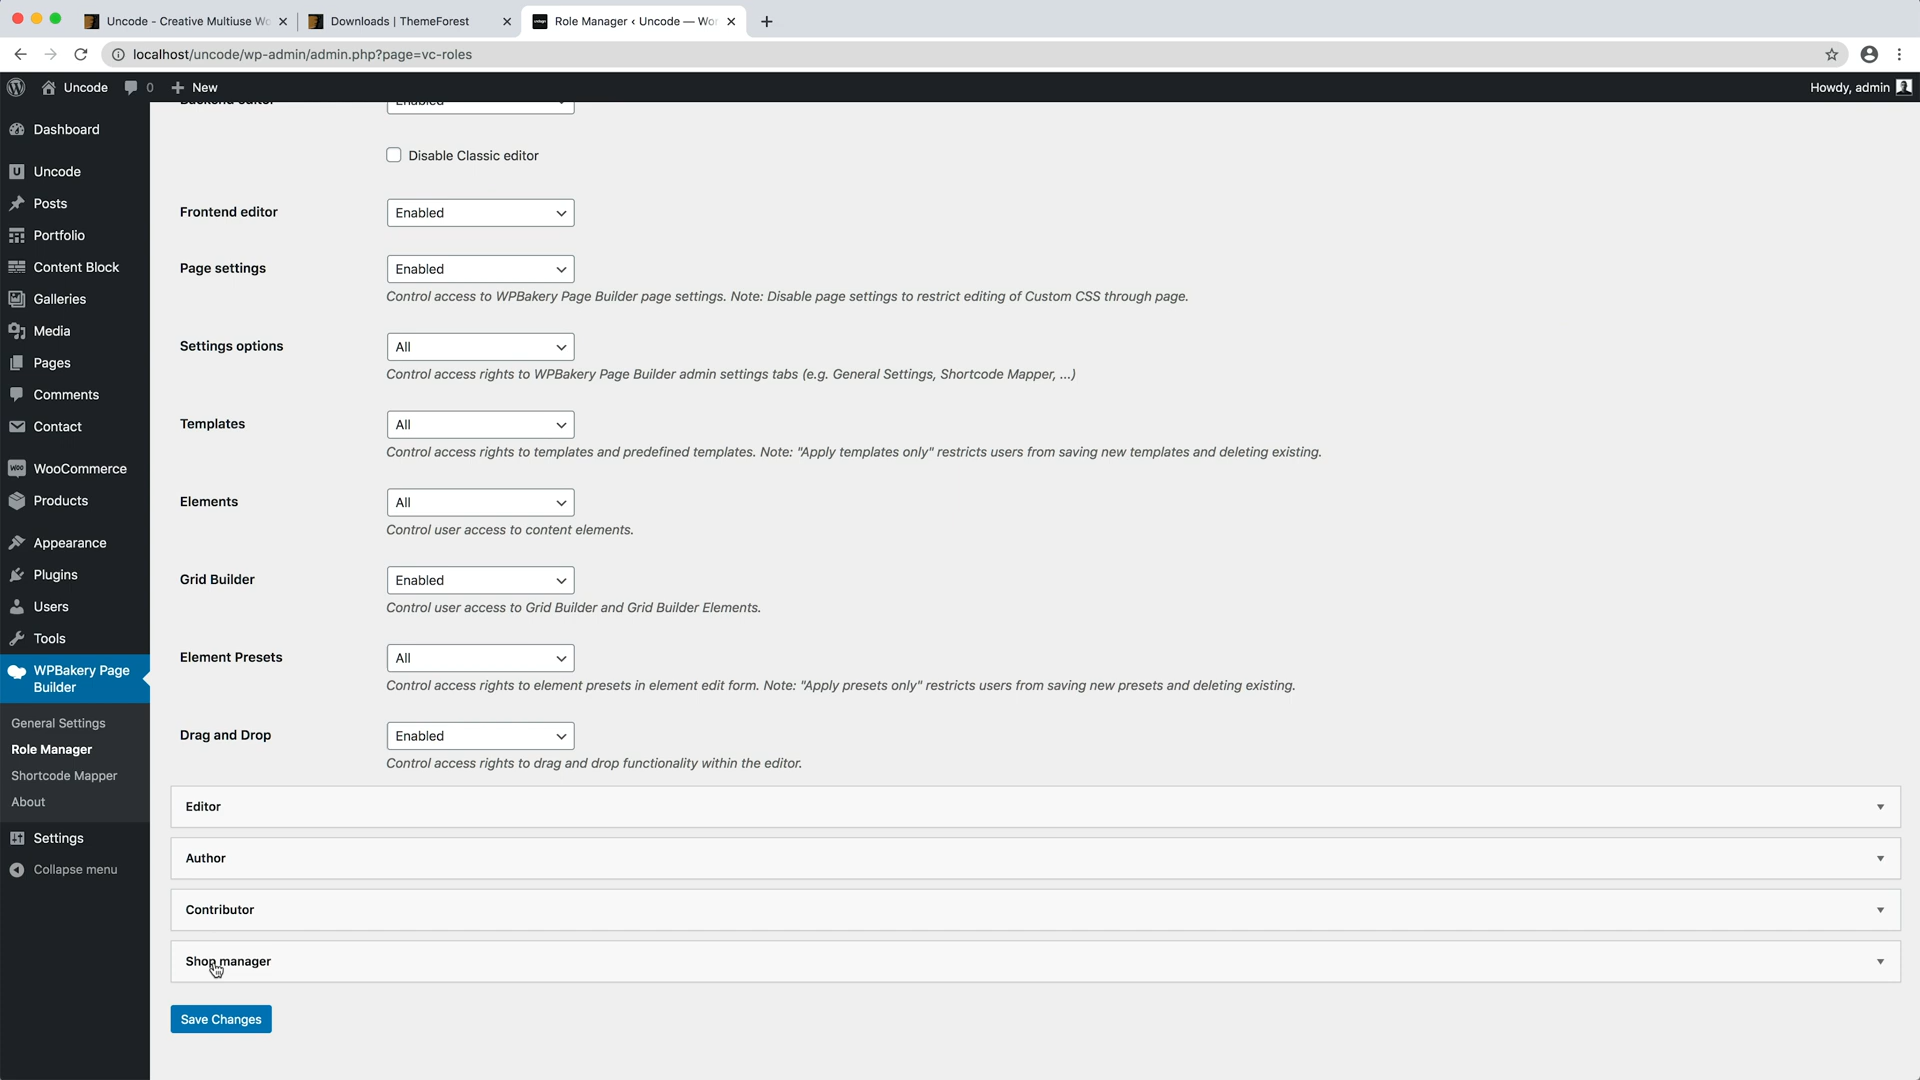 Uncode - Creative Multiuse Wo
Downloads | ThemeForest
Role Manager ‹ Uncode — Wor
localhost/uncode/wp-admin/admin.php?page=vc-roles
Uncode
0
New
Howdy, admin
Dashboard
Uncode
Posts
Portfolio
Content Block
Galleries
Media
Pages
Comments
Contact
WooCommerce
Products
Appearance
Plugins
Users
Tools
WPBakery Page
Builder
General Settings
Role Manager
Shortcode Mapper
About
Settings
Collapse menu
Backend editor
Enabled
Disable Classic editor
Frontend editor
Enabled
Page settings
Enabled
Control access to WPBakery Page Builder page settings. Note: Disable page settings to restrict editing of Custom CSS through page.
Settings options
All
Control access rights to WPBakery Page Builder admin settings tabs (e.g. General Settings, Shortcode Mapper, ...)
Templates
All
Control access rights to templates and predefined templates. Note: "Apply templates only" restricts users from saving new templates and deleting existing.
Elements
All
Control user access to content elements.
Grid Builder
Enabled
Control user access to Grid Builder and Grid Builder Elements.
Element Presets
All
Control access rights to element presets in element edit form. Note: "Apply presets only" restricts users from saving new presets and deleting existing.
Drag and Drop
Enabled
Control access rights to drag and drop functionality within the editor.
Editor
Author
Contributor
Shop manager
Save Changes